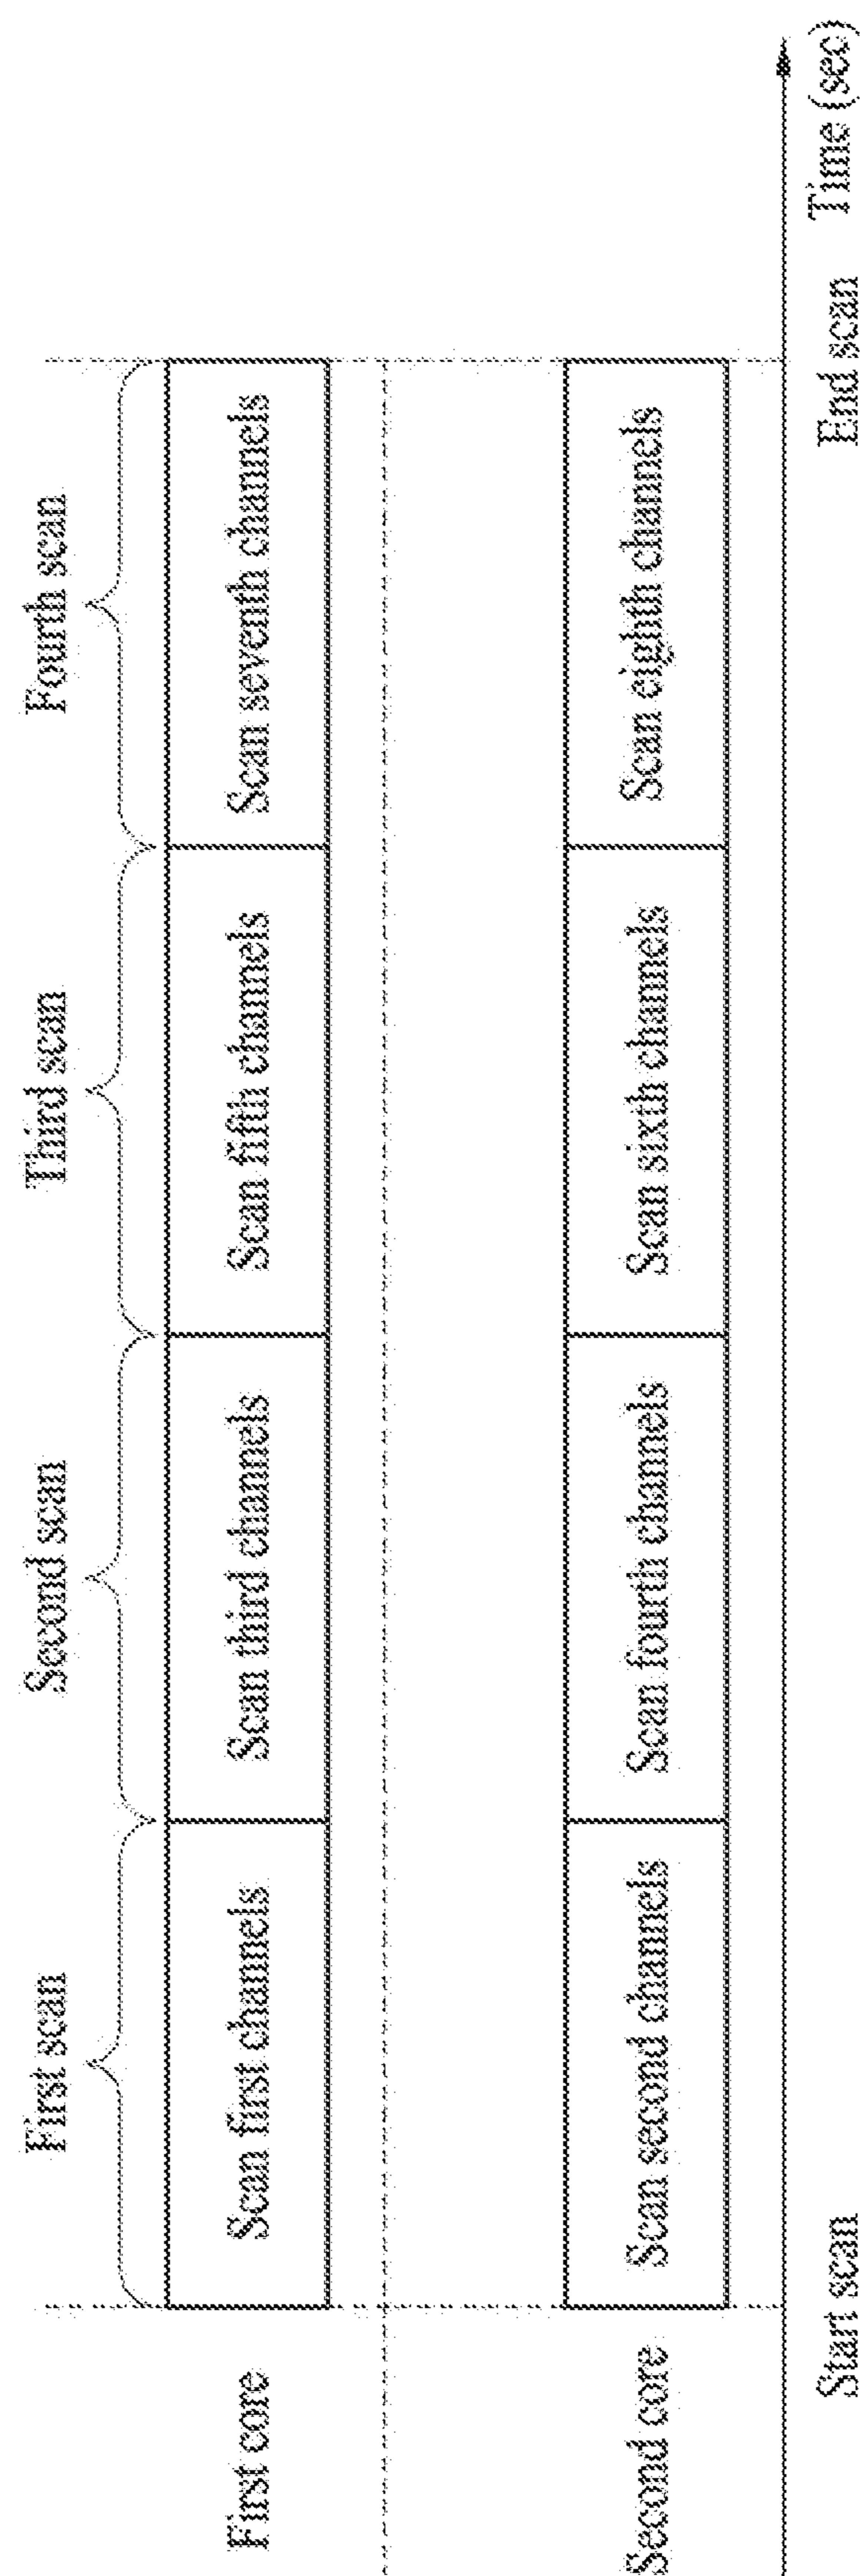 First scan
Second scan
Third scan
Fourth scan
First core
Scan first channels
Scan third channels
Scan fifth channels
Scan seventh channels
Second core
Scan second channels
Scan fourth channels
Scan sixth channels
Scan eighth channels
Start scan
End scan
Time (sec)